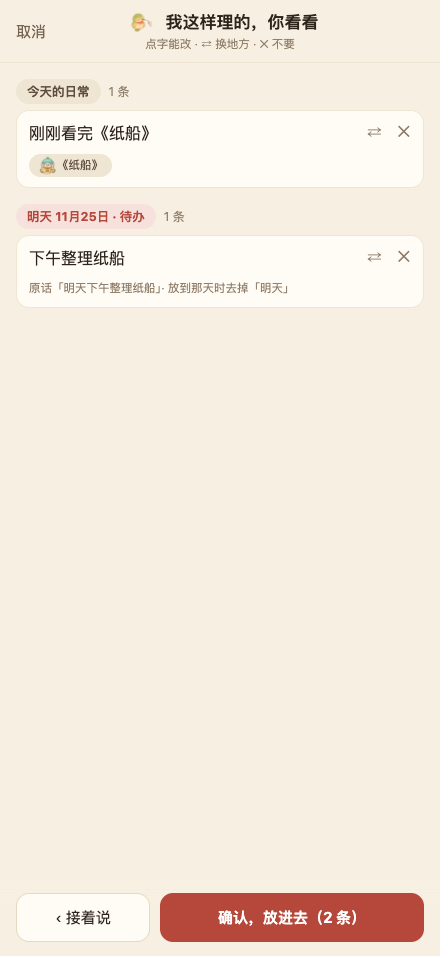 取消
我这样理的，你看看
点字能改 · ⇄ 换地方 · ✕ 不要
今天的日常 1 条
刚刚看完《纸船》
《纸船》
明天 11月25日 · 待办 1 条
下午整理纸船
原话「明天下午整理纸船」· 放到那天时去掉「明天」
‹ 接着说
确认，放进去（2 条）